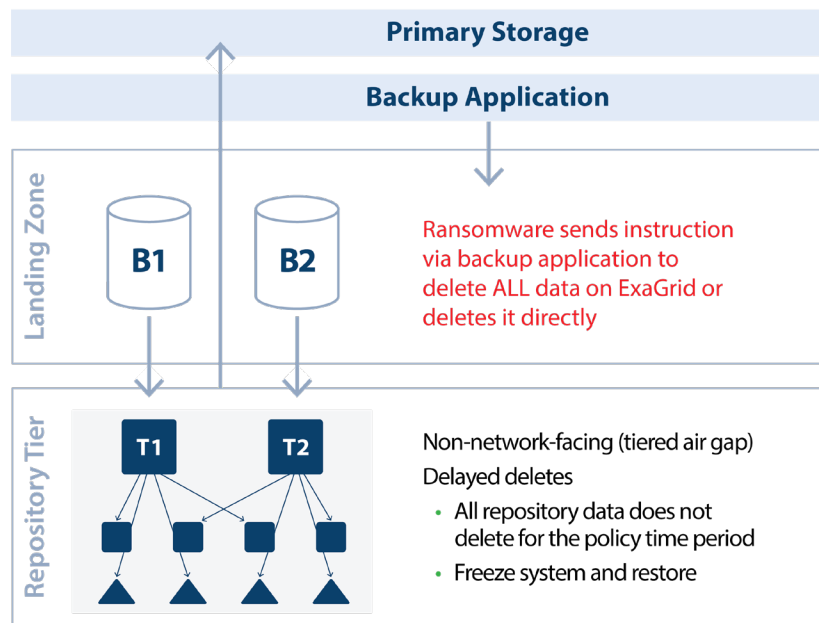 Primary Storage
Backup Application
Landing Zone
B1
B2
Ransomware sends instruction
via backup application to
delete ALL data on ExaGrid or
deletes it directly
Repository Tier
T1
T2
Non-network-facing (tiered air gap)
Delayed deletes
• All repository data does not
delete for the policy time period
• Freeze system and restore